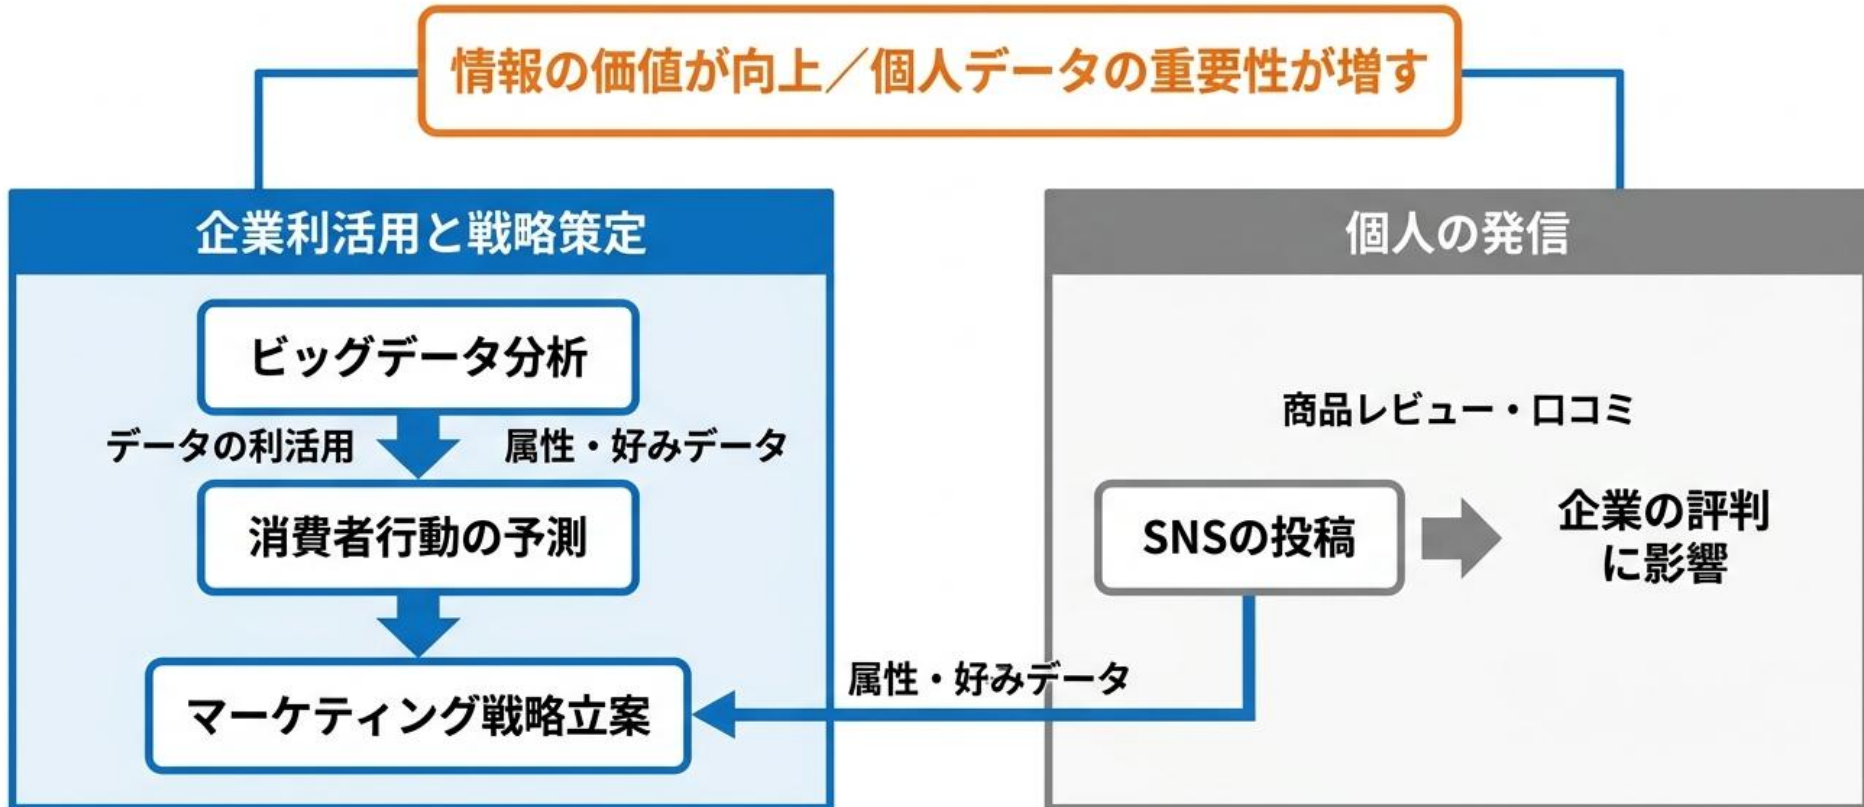 情報の価値が向上／個人データの重要性が増す
企業利活用と戦略策定
ビッグデータ分析
データの利活用
属性・好みデータ
消費者行動の予測
マーケティング戦略立案
属性・好みデータ
個人の発信
商品レビュー・口コミ
SNSの投稿
企業の評判
に影響